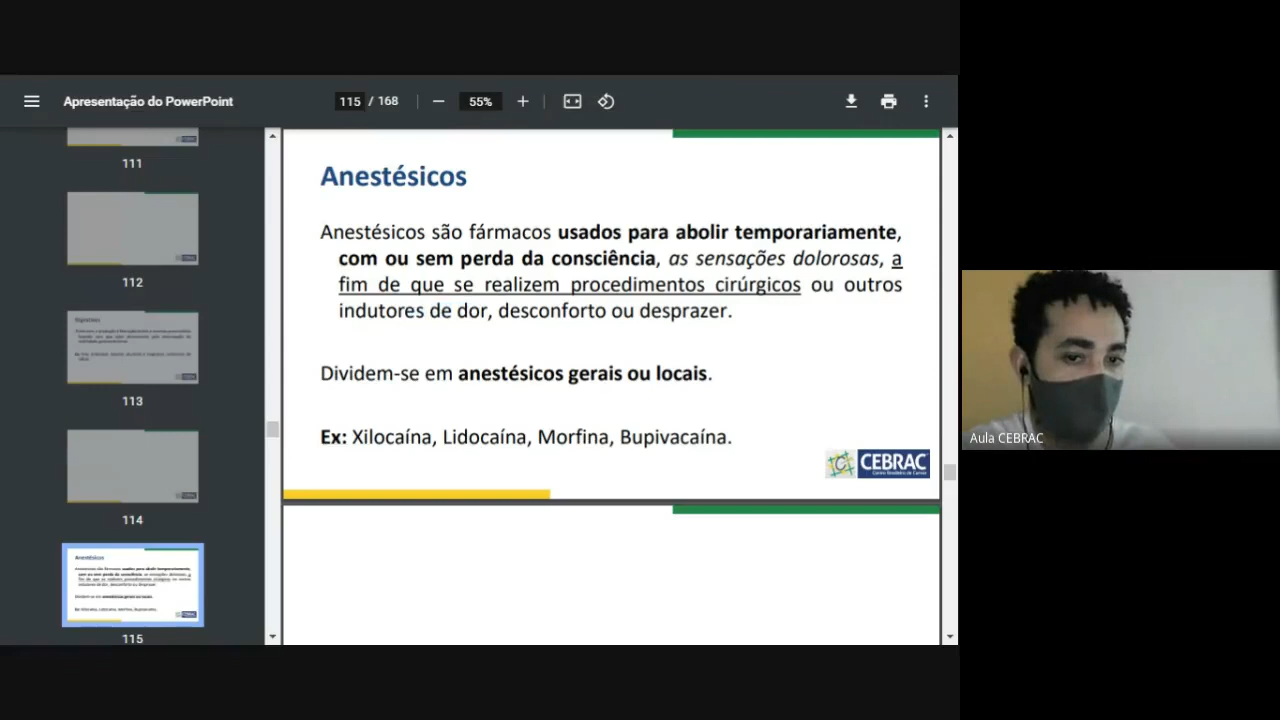 Apresentação do PowerPoint
115 / 168
55%
111
112
113
114
115
Anestésicos
Anestésicos são fármacos usados para abolir temporariamente,
com ou sem perda da consciência, as sensações dolorosas, a
fim de que se realizem procedimentos cirúrgicos ou outros
indutores de dor, desconforto ou desprazer.
Dividem-se em anestésicos gerais ou locais.
Ex: Xilocaína, Lidocaína, Morfina, Bupivacaína.
CEBRAC
Aula CEBRAC